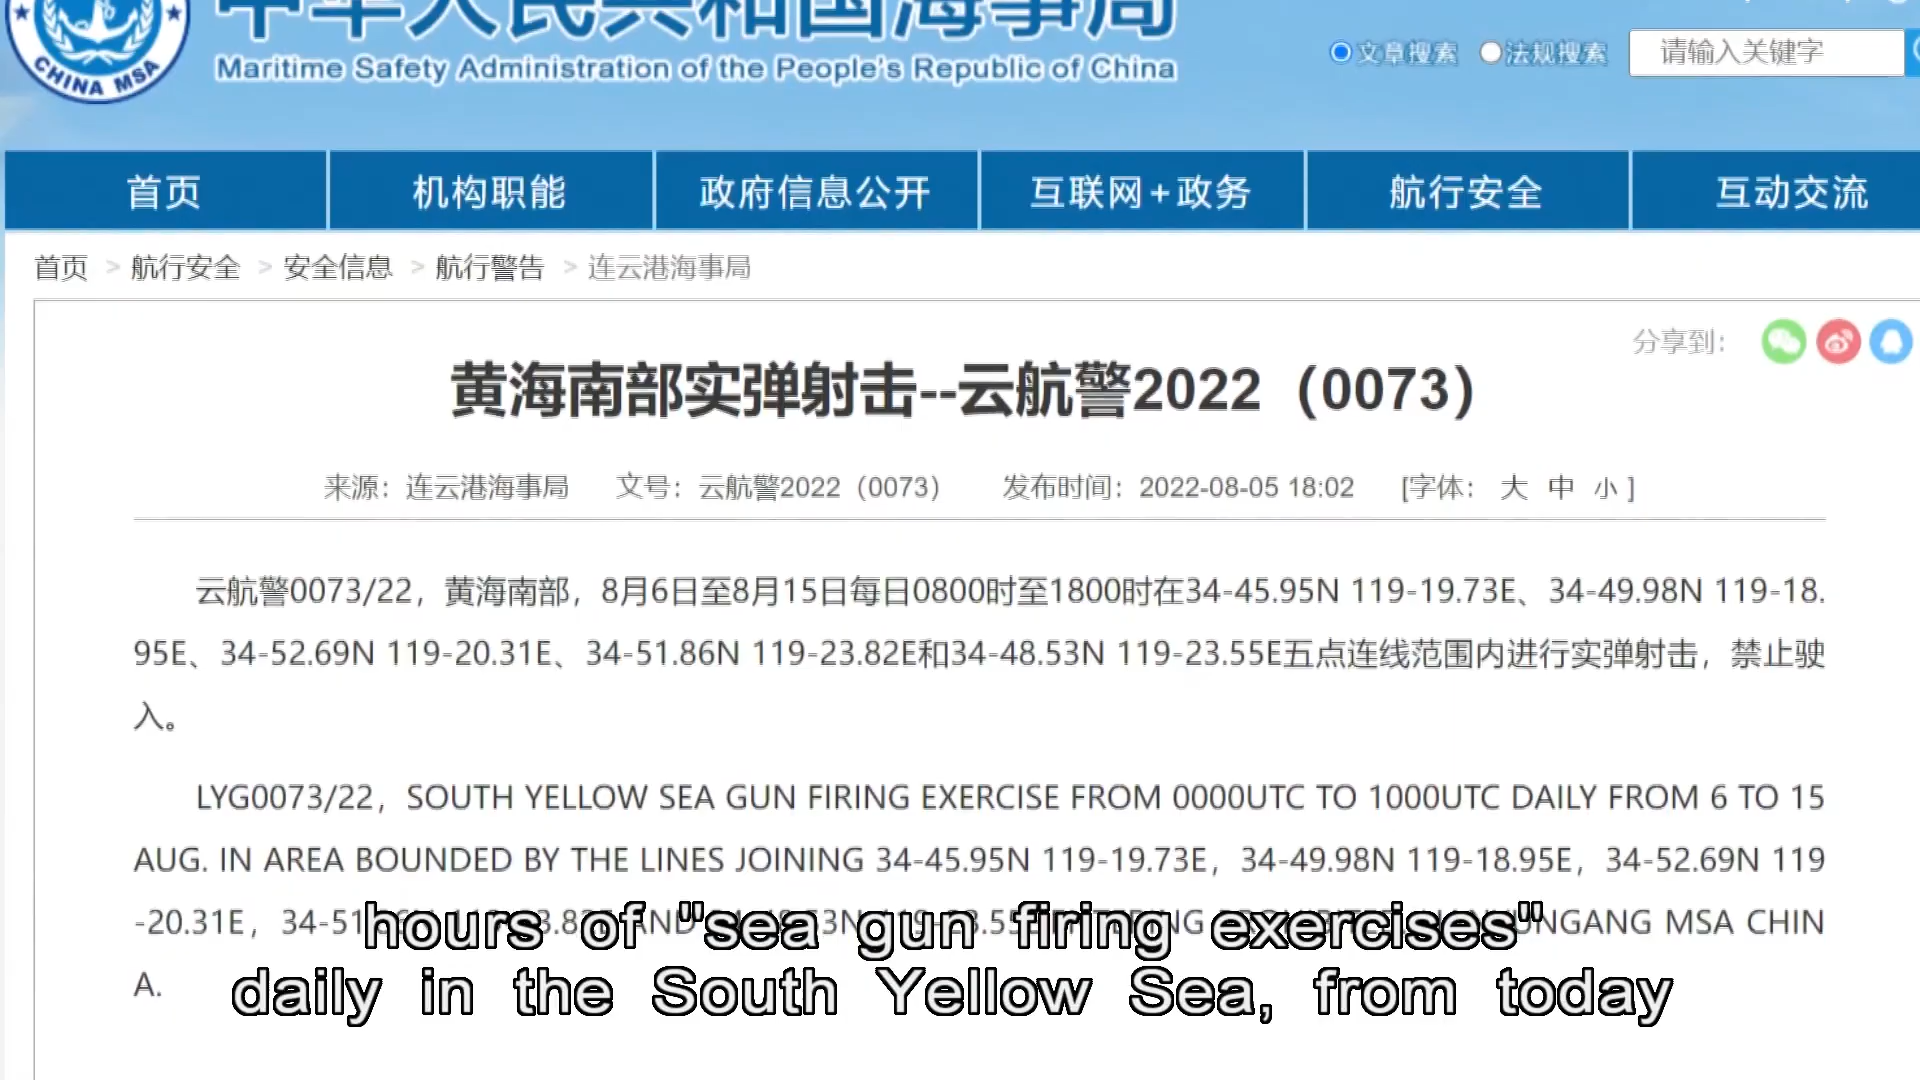 中华人民共和国海事局
Maritime Safety Administration of the People's Republic of China
CHINA MSA
文章搜索 法规搜索 请输入关键字
首页 机构职能 政府信息公开 互联网+政务 航行安全 互动交流
首页 > 航行安全 > 安全信息 > 航行警告 > 连云港海事局
分享到：
黄海南部实弹射击--云航警2022（0073）
来源：连云港海事局 文号：云航警2022（0073） 发布时间：2022-08-05 18:02 [字体： 大 中 小 ]
云航警0073/22，黄海南部，8月6日至8月15日每日0800时至1800时在34-45.95N 119-19.73E、34-49.98N 119-18.
95E、34-52.69N 119-20.31E、34-51.86N 119-23.82E和34-48.53N 119-23.55E五点连线范围内进行实弹射击，禁止驶
入。
LYG0073/22，SOUTH YELLOW SEA GUN FIRING EXERCISE FROM 0000UTC TO 1000UTC DAILY FROM 6 TO 15
AUG. IN AREA BOUNDED BY THE LINES JOINING 34-45.95N 119-19.73E，34-49.98N 119-18.95E，34-52.69N 119
-20.31E，MSA CHIN
A.
hours of "sea gun firing exercises"
daily in the South Yellow Sea, from today